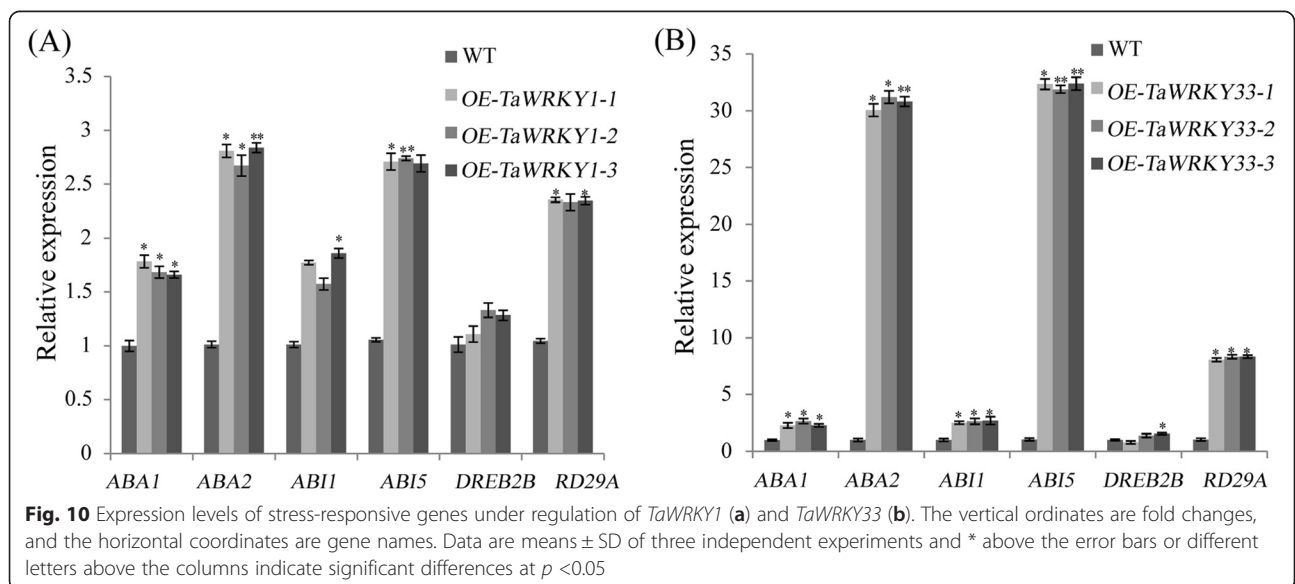 (A)
WT
OE-TaWRKY1-1
OE-TaWRKY1-2
OE-TaWRKY1-3
Relative expression
3.5
3
2.5
2
1.5
1
0.5
0
* * * * * ** * * ** * *
ABA1 ABA2 ABI1 ABI5 DREB2B RD29A
(B)
WT
OE-TaWRKY33-1
OE-TaWRKY33-2
OE-TaWRKY33-3
Relative expression
35
30
25
20
15
10
5
0
* * * * * ** * * * * ** ** * * * *
ABA1 ABA2 ABI1 ABI5 DREB2B RD29A
Fig. 10 Expression levels of stress-responsive genes under regulation of TaWRKY1 (a) and TaWRKY33 (b). The vertical ordinates are fold changes,
and the horizontal coordinates are gene names. Data are means ± SD of three independent experiments and * above the error bars or different
letters above the columns indicate significant differences at p <0.05